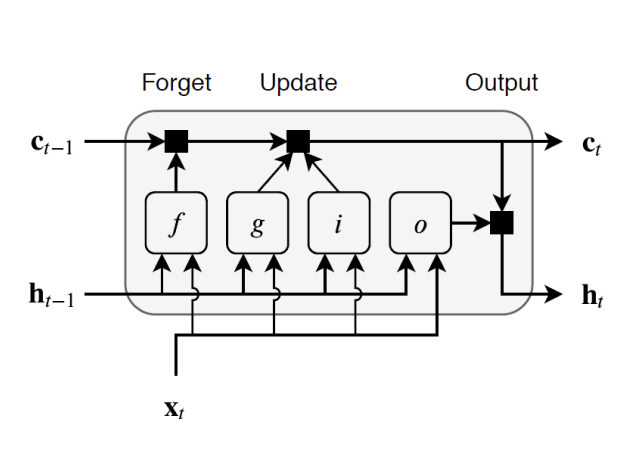 Forget Update Output
c_{t−1} c_t
f g i o
h_{t−1} h_t
x_t